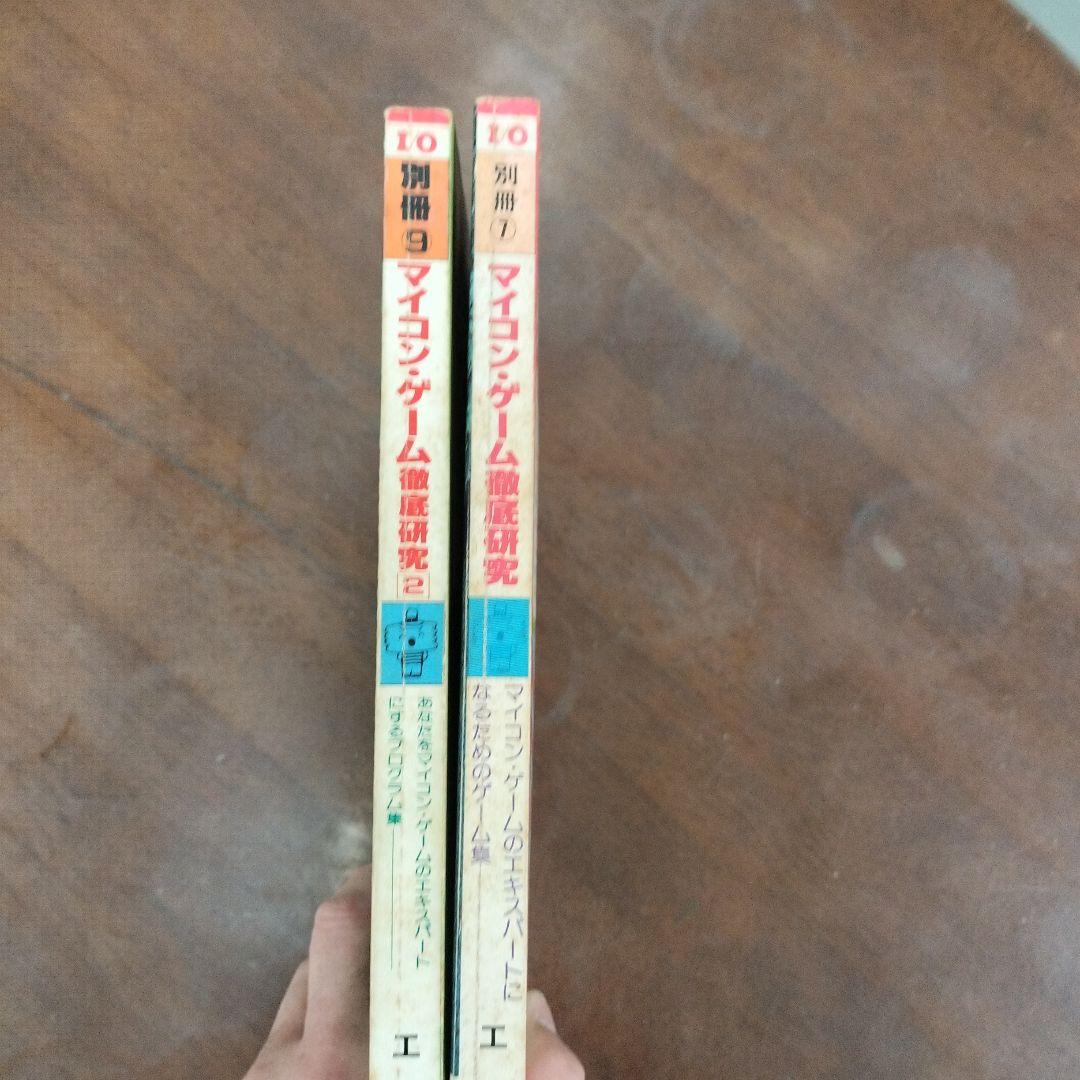 I/O
別冊⑨
マイコン・ゲーム徹底研究[2]
あなたをマイコン・ゲームのエキスパート
にするプログラム集
工
I/O
別冊⑦
マイコン・ゲーム徹底研究
マイコン・ゲームのエキスパートに
なるためのゲーム集
工